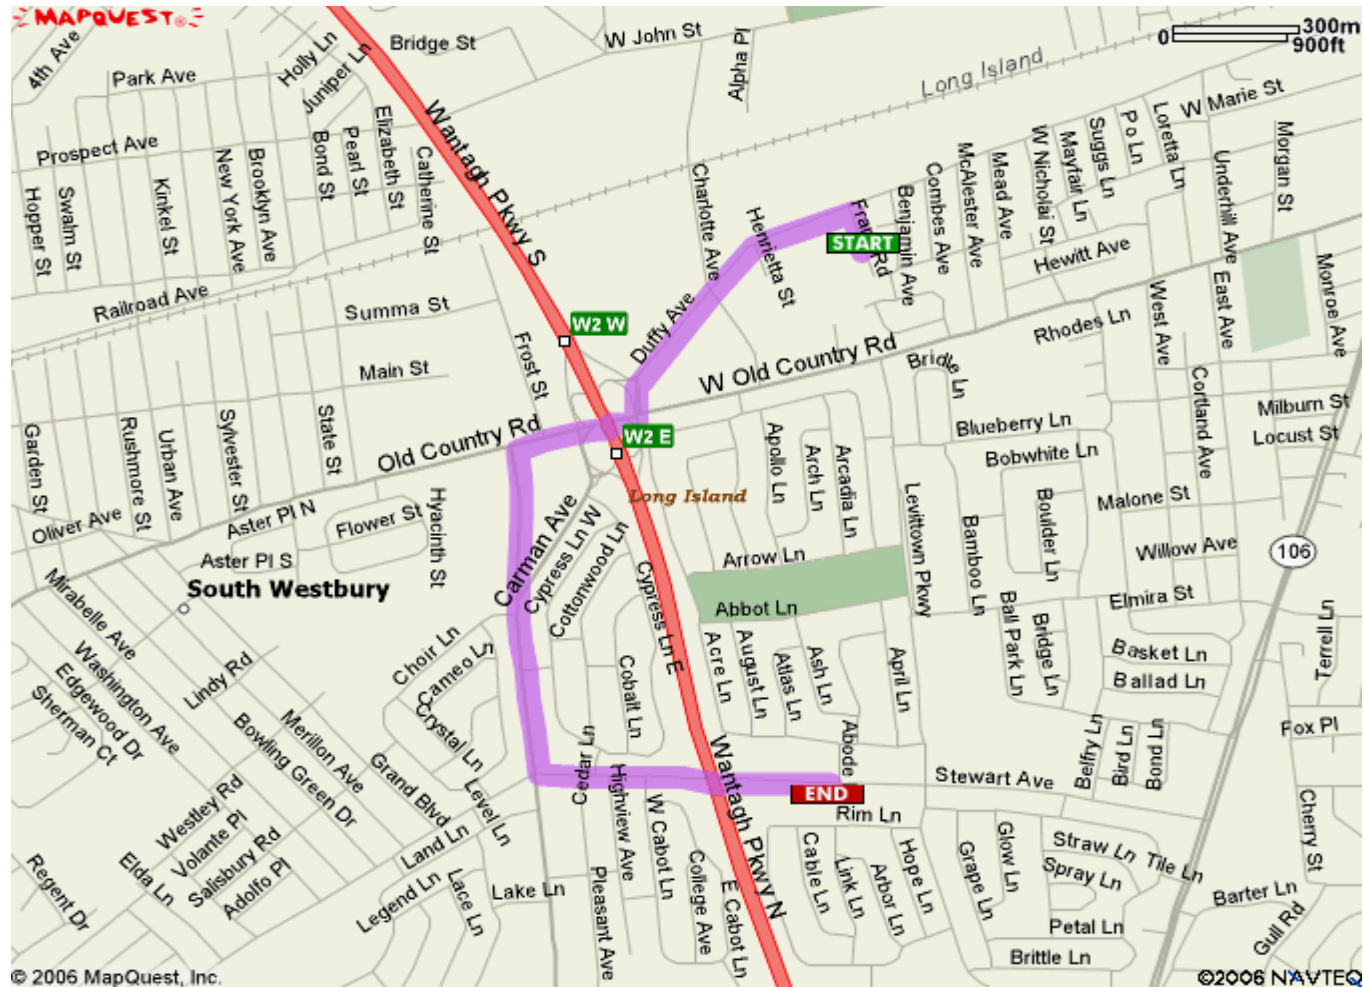 MAPQUEST
300m
0
900ft
4th Ave
Park Ave
Holly Ln
Juniper Ln
Bridge St
W John St
Alpha Pl
Long Island
W Marie St
Prospect Ave
Hopper St
Swalm St
Kinkel St
New York Ave
Brooklyn Ave
Bond St
Pearl St
Elizabeth St
Catherine St
Wantagh Pkwy S
Charlotte Ave
Henrietta St
START
Rd
Benjamin Ave
Combes Ave
McAlester Ave
Mead Ave
W Nicholai St
Mayfair Ln
Suggs Ln
Po Ln
Loretta Ln
Underhill Ave
Morgan St
Hewitt Ave
Monroe Ave
Railroad Ave
Summa St
Main St
Frost St
W2 W
Duffy Ave
W Old Country Rd
Rhodes Ln
West Ave
East Ave
Cortland Ave
Bridle Ln
Milburn St
Locust St
Blueberry Ln
Bobwhite Ln
Garden St
Rushmore St
Urban Ave
Sylvester St
State St
Old Country Rd
W2 E
Long Island
Apollo Ln
Arch Ln
Arcadia Ln
Levittown Pkwy
Bamboo Ln
Boulder Ln
Malone St
Willow Ave
106
Oliver Ave
Aster Pl N
Flower St
Hyacinth St
Aster Pl S
South Westbury
Carman Ave
Cypress Ln W
Cottonwood Ln
Cypress Ln E
Arrow Ln
Abbot Ln
Elmira St
Mirabelle Ave
Washington Ave
Edgewood Dr
Sherman Ct
Lindy Rd
Choir Ln
Cameo Ln
Crystal Ln
Cobalt Ln
Acre Ln
August Ln
Atlas Ln
Ash Ln
April Ln
Ball Park Ln
Bridge Ln
Basket Ln
Ballad Ln
Terrell Ln
Fox Pl
Bowling Green Dr
Merillon Ave
Grand Blvd
Level Ln
Cedar Ln
Highview Ave
W Cabot Ln
Wantagh Pkwy N
Abode
END
Stewart Ave
Belfry Ln
Bird Ln
Bound Ln
Rim Ln
Cherry St
Westley Rd
Volante Pl
Salisbury Rd
Adolfo Pl
Elda Ln
Regent Dr
Land Ln
Legend Ln
Lace Ln
Lake Ln
Pleasant Ave
College Ave
E Cabot Ln
Cable Ln
Link Ln
Arbor Ln
Hope Ln
Grape Ln
Glow Ln
Straw Ln
Tile Ln
Spray Ln
Petal Ln
Brittle Ln
Barter Ln
Gull Rd
© 2006 MapQuest, Inc.
©2006 NAVTEQ